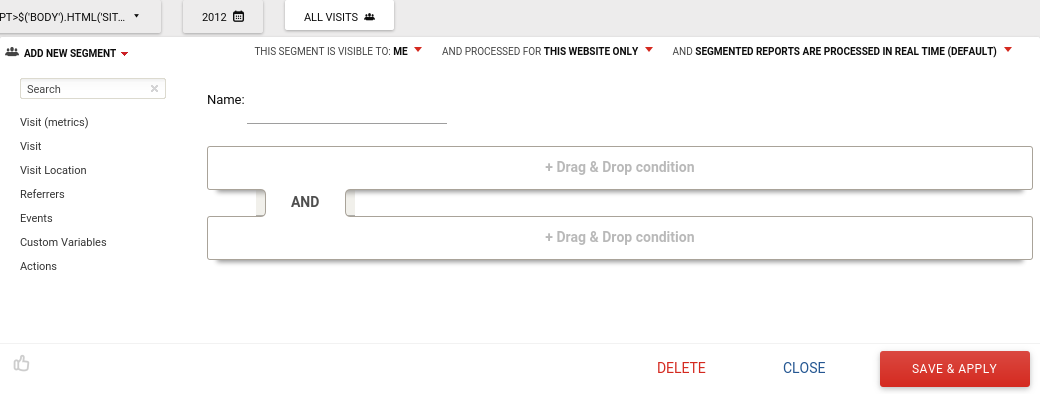 PT>$('BODY').HTML('SIT...
2012
ALL VISITS
ADD NEW SEGMENT
THIS SEGMENT IS VISIBLE TO: ME
AND PROCESSED FOR THIS WEBSITE ONLY
AND SEGMENTED REPORTS ARE PROCESSED IN REAL TIME (DEFAULT)
Search
Name:
Visit (metrics)
Visit
Visit Location
Referrers
Events
Custom Variables
Actions
+ Drag & Drop condition
AND
+ Drag & Drop condition
DELETE
CLOSE
SAVE & APPLY